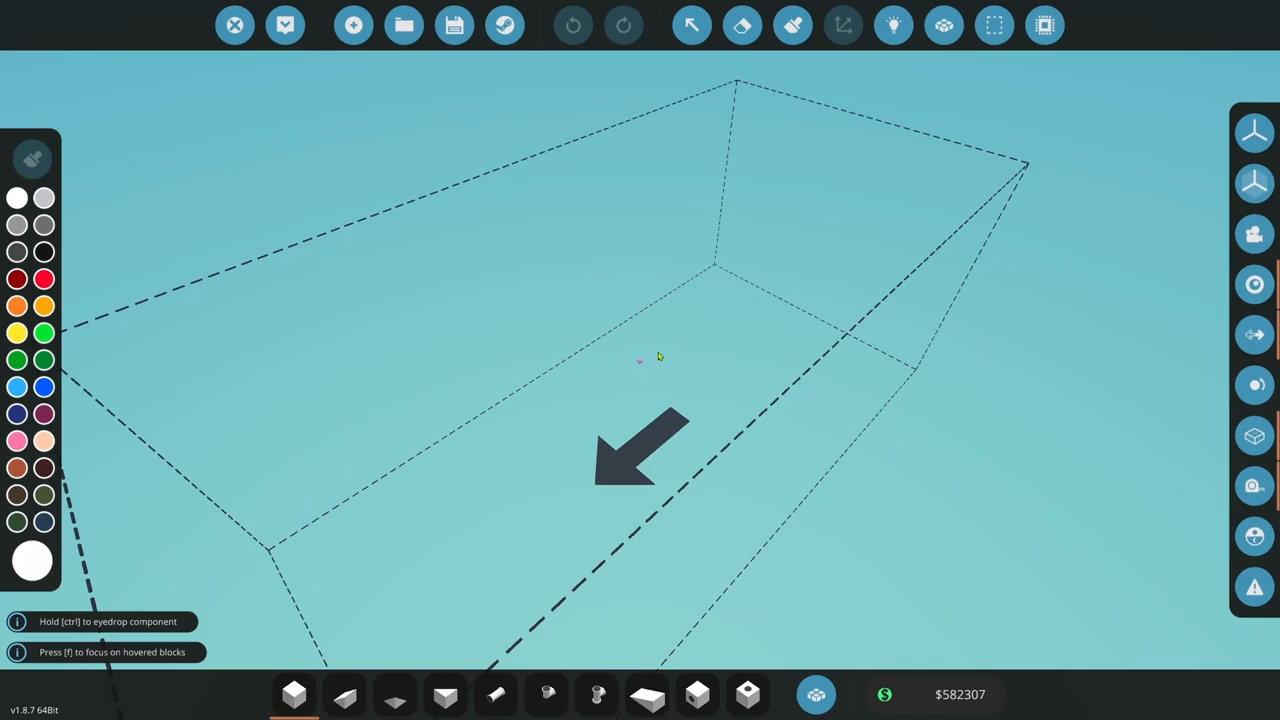 Hold [ctrl] to eyedrop component
Press [f] to focus on hovered blocks
$582307
v1.8.7 64Bit